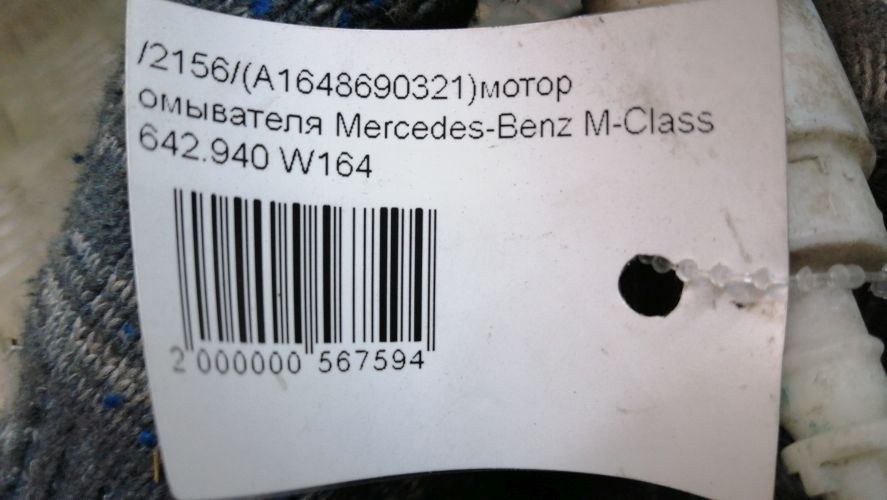 /2156/(A1648690321)мотор
омывателя Mercedes-Benz M-Class
642.940 W164
2 000000 567594